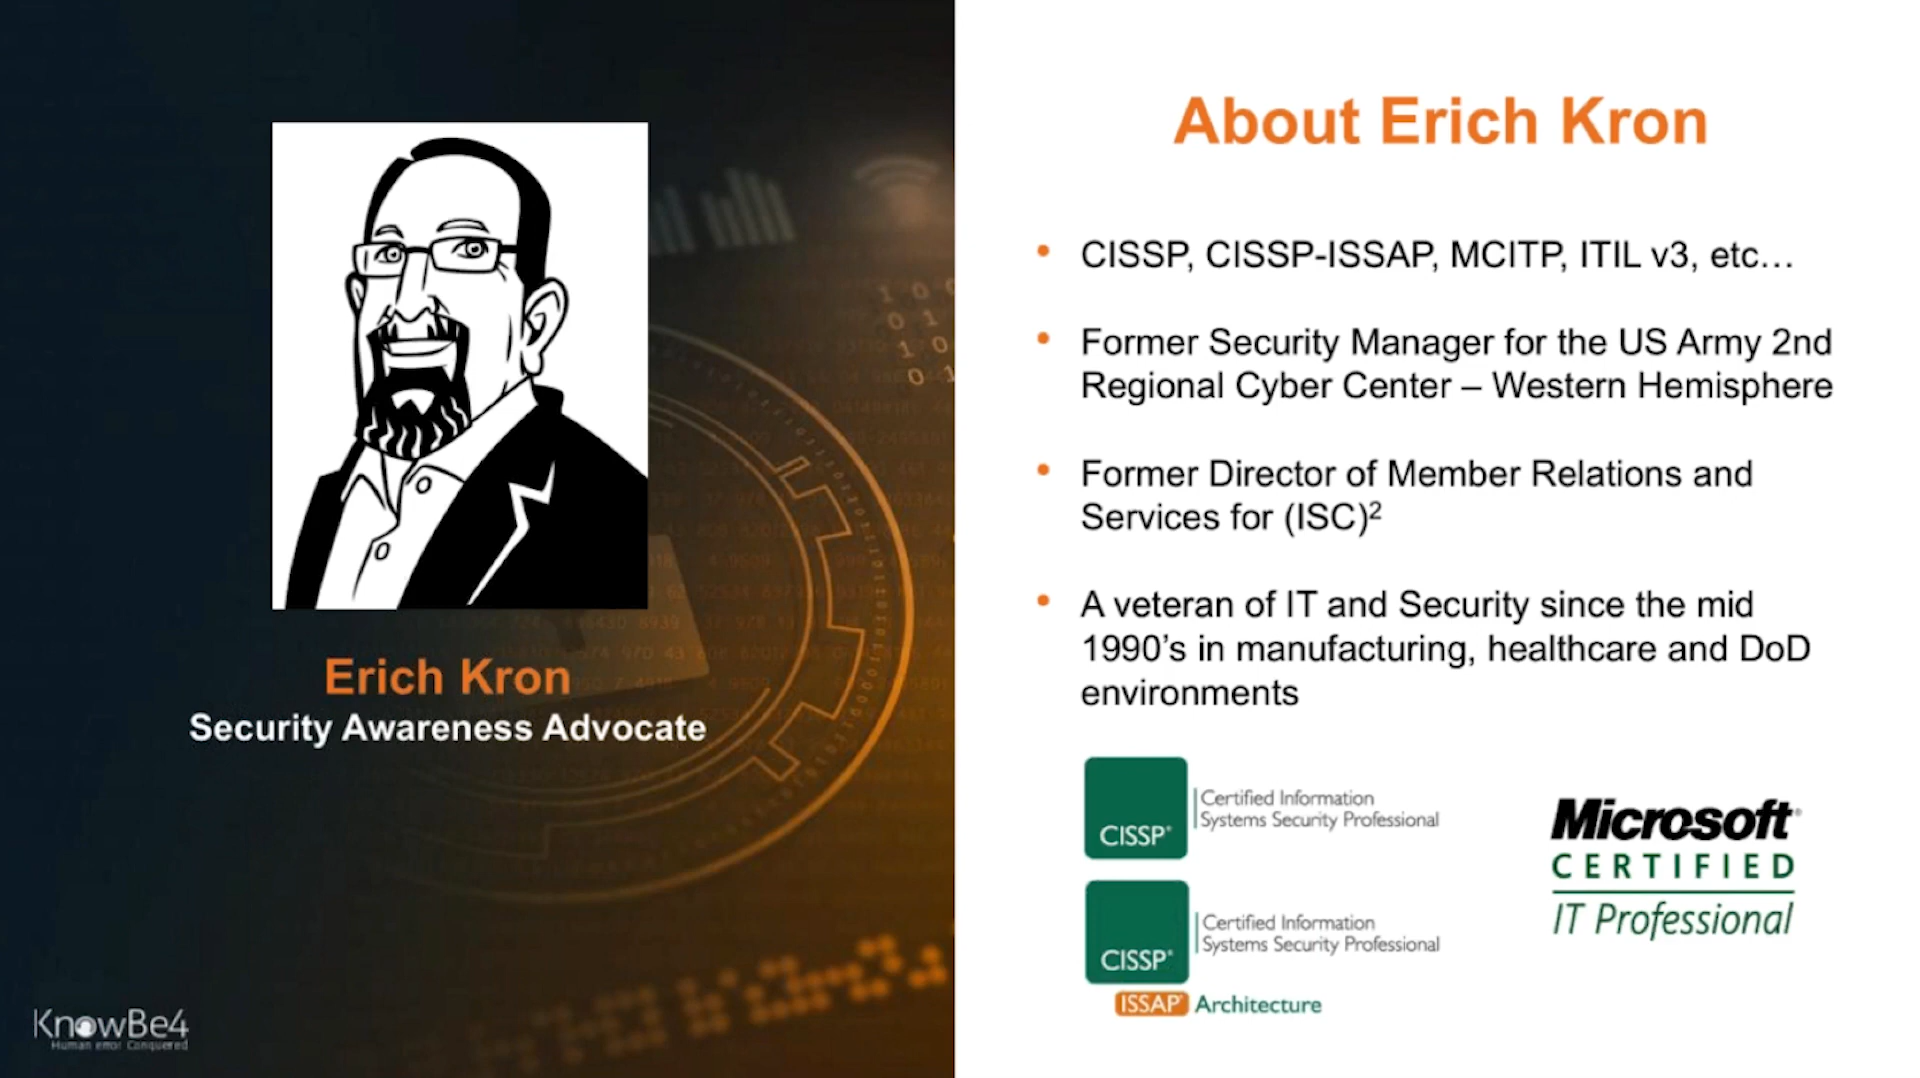 About Erich Kron
• CISSP, CISSP-ISSAP, MCITP, ITIL v3, etc…
• Former Security Manager for the US Army 2nd
Regional Cyber Center – Western Hemisphere
• Former Director of Member Relations and
Services for (ISC)²
• A veteran of IT and Security since the mid
1990’s in manufacturing, healthcare and DoD
environments
Erich Kron
Security Awareness Advocate
CISSP®
Certified Information
Systems Security Professional
CISSP®
Certified Information
Systems Security Professional
ISSAP® Architecture
Microsoft®
CERTIFIED
IT Professional
KnowBe4
Human error Conquered